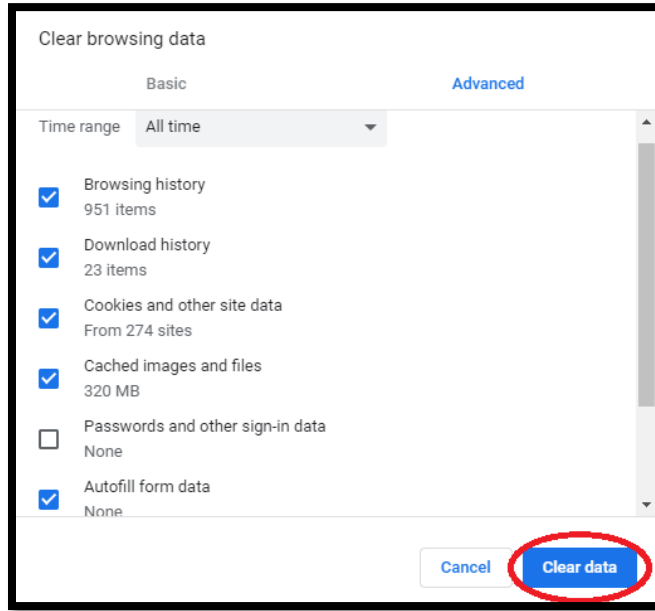 Clear browsing data
Basic Advanced
Time range All time
Browsing history
951 items
Download history
23 items
Cookies and other site data
From 274 sites
Cached images and files
320 MB
Passwords and other sign-in data
None
Autofill form data
None
Cancel Clear data